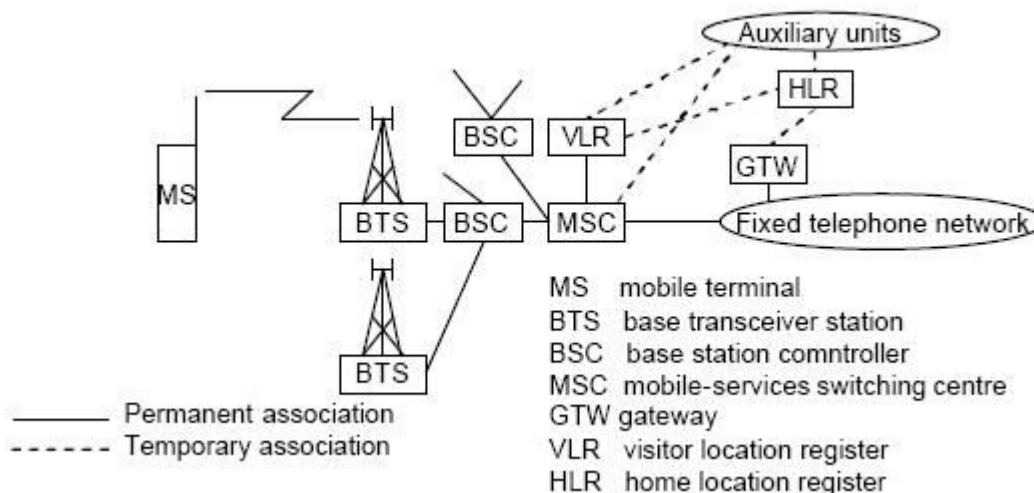 Auxiliary units
HLR
BSC
VLR
GTW
MS
BTS
BSC
MSC
Fixed telephone network
BTS
MS mobile terminal
BTS base transceiver station
BSC base station comntroller
MSC mobile-services switching centre
GTW gateway
VLR visitor location register
HLR home location register
Permanent association
Temporary association